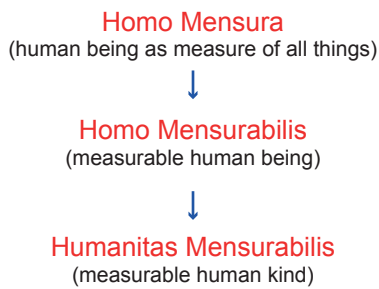 Homo Mensura
(human being as measure of all things)
Homo Mensurabilis
(measurable human being)
Humanitas Mensurabilis
(measurable human kind)